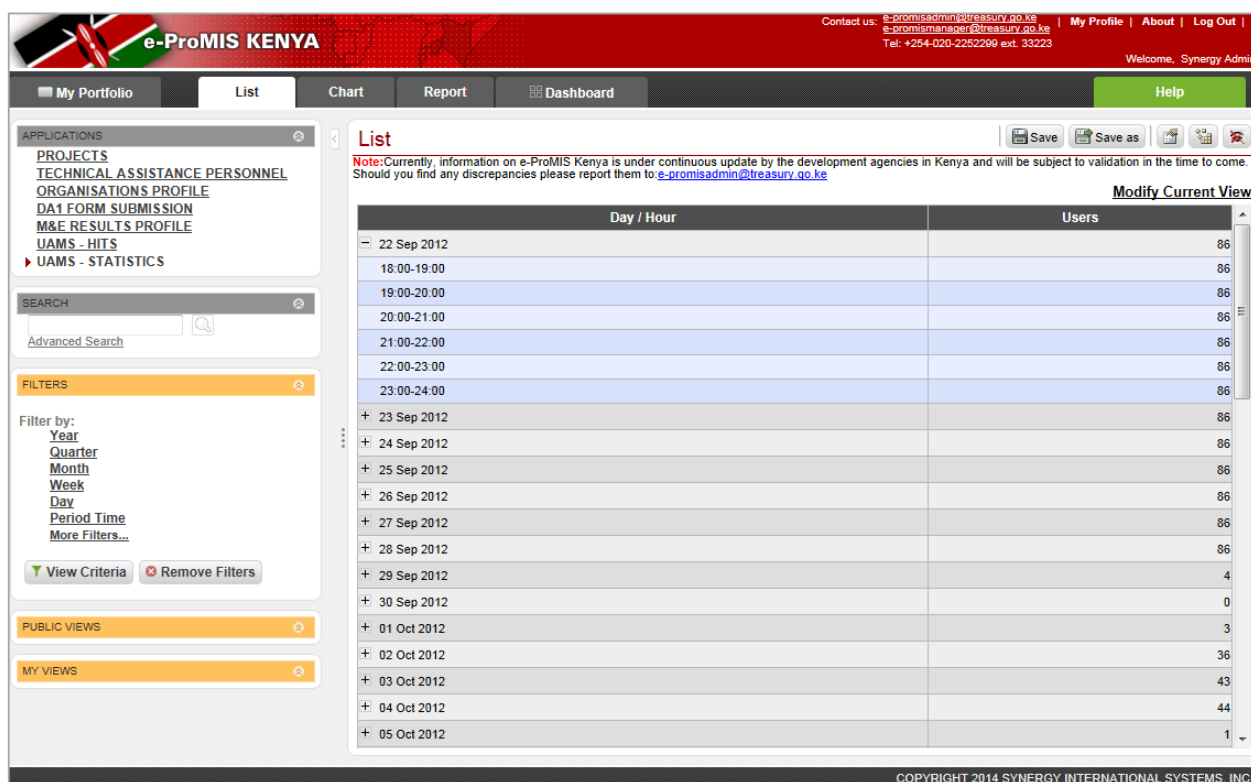 e-ProMIS KENYA
Contact us: e-promisadmin@treasury.go.ke | My Profile | About | Log Out |
e-promismanager@treasury.go.ke
Tel: +254-020-2252299 ext. 33223
Welcome, Synergy Admi
My Portfolio List Chart Report Dashboard Help
APPLICATIONS
PROJECTS
TECHNICAL ASSISTANCE PERSONNEL
ORGANISATIONS PROFILE
DA1 FORM SUBMISSION
M&E RESULTS PROFILE
UAMS - HITS
UAMS - STATISTICS
SEARCH
Advanced Search
FILTERS
Filter by:
Year
Quarter
Month
Week
Day
Period Time
More Filters...
View Criteria Remove Filters
PUBLIC VIEWS
MY VIEWS
List Save Save as
Note:Currently, information on e-ProMIS Kenya is under continuous update by the development agencies in Kenya and will be subject to validation in the time to come.
Should you find any discrepancies please report them to:e-promisadmin@treasury.go.ke
Modify Current View
Day / Hour Users
22 Sep 2012 86
18:00-19:00 86
19:00-20:00 86
20:00-21:00 86
21:00-22:00 86
22:00-23:00 86
23:00-24:00 86
23 Sep 2012 86
24 Sep 2012 86
25 Sep 2012 86
26 Sep 2012 86
27 Sep 2012 86
28 Sep 2012 86
29 Sep 2012 4
30 Sep 2012 0
01 Oct 2012 3
02 Oct 2012 36
03 Oct 2012 43
04 Oct 2012 44
05 Oct 2012 1
COPYRIGHT 2014 SYNERGY INTERNATIONAL SYSTEMS, INC